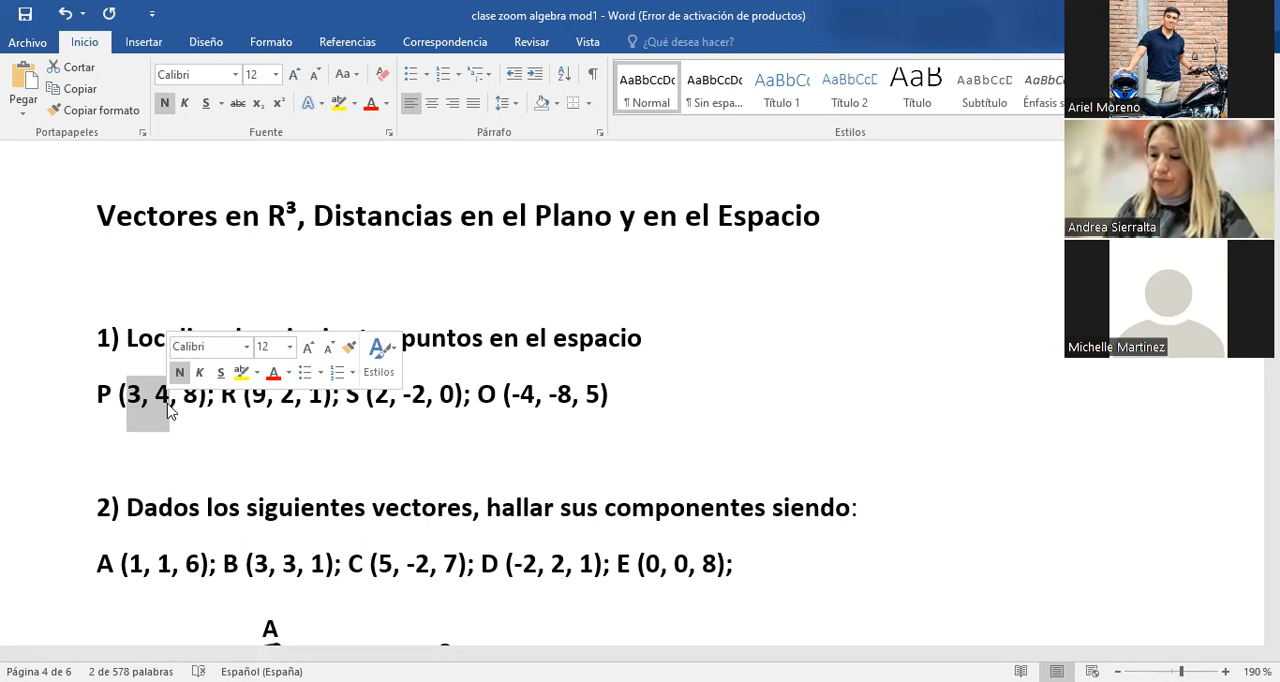 clase zoom algebra mod1 - Word (Error de activación de productos)
Archivo Inicio Insertar Diseño Formato Referencias Correspondencia Revisar Vista ¿Qué desea hacer?
Pegar
Cortar
Copiar
Copiar formato
Portapapeles
Calibri 12
Aa
N K S abc x₂ x² A A
Fuente
Párrafo
AaBbCcDc ¶ Normal
AaBbCcDc ¶ Sin espa...
AaBbCc Título 1
AaBbCcD Título 2
AaB Título
AaBbCcD Subtítulo
Estilos
Ariel Moreno
Andrea Sierralta
Michelle Martinez
Vectores en R³, Distancias en el Plano y en el Espacio
1) puntos en el espacio
Calibri 12
N K S A Estilos
P (3, 4, 8); R (9, 2, 1); S (2, -2, 0); O (-4, -8, 5)
2) Dados los siguientes vectores, hallar sus componentes siendo:
A (1, 1, 6); B (3, 3, 1); C (5, -2, 7); D (-2, 2, 1); E (0, 0, 8);
A
Página 4 de 6 2 de 578 palabras Español (España) 190 %